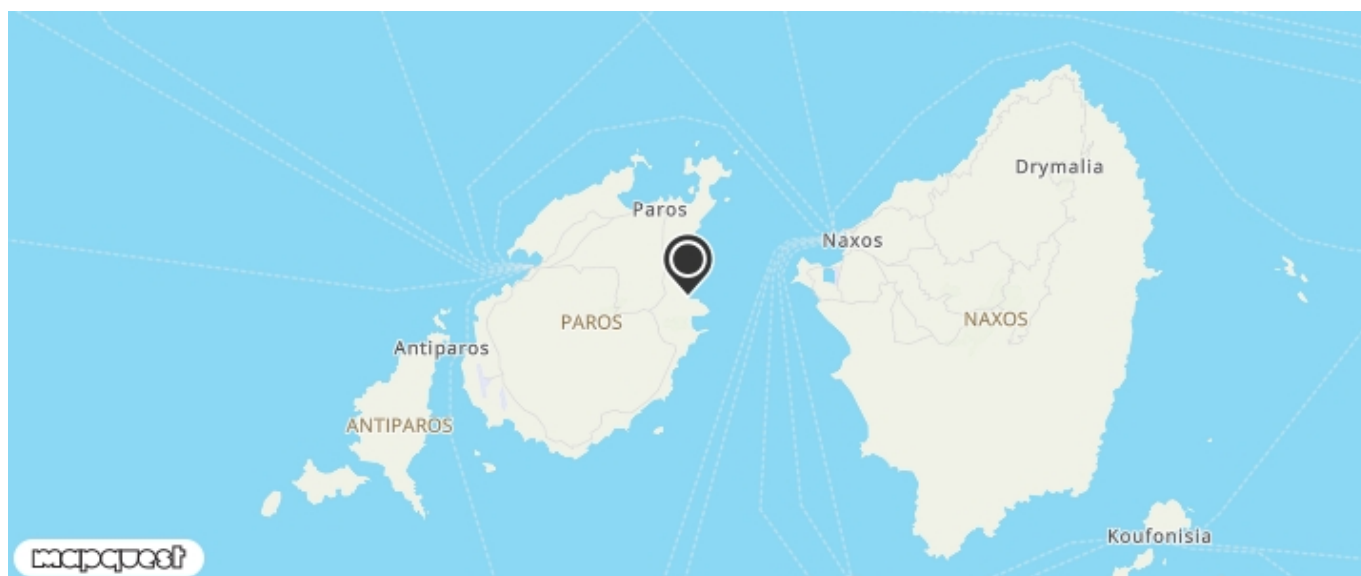 Drymalia
Paros
Naxos
PAROS
NAXOS
Antiparos
ANTIPAROS
Koufonisia
mapquest